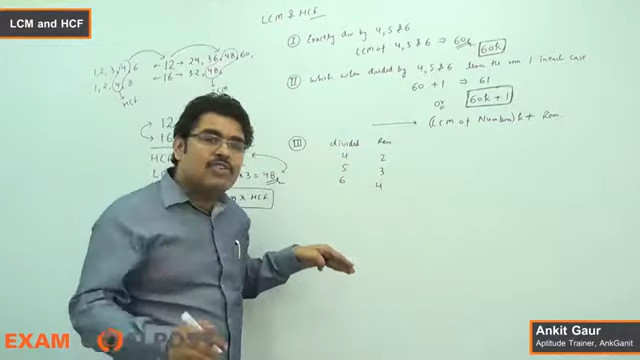 LCM and HCF
LCM & HCF
1, 2, 3, 4, 6 ← 12 → 24, 36, 48, 60,
1, 2, 4, 8 ← 16 → 32, 48,
HCF
LCM
I Exactly div by 4, 5 & 6
LCM of 4, 5 & 6 ⇒ 60
60k
II Which when divided by 4, 5 & 6 leave the rem 1 in each case
60 + 1 ⇒ 61
Or
60k + 1
(LCM of Numbers) k + Rem
12
16
× 3 = 48
× HCF
III divided Rem
4 2
5 3
6 4
EXAM
Ankit Gaur
Aptitude Trainer, AnkGanit